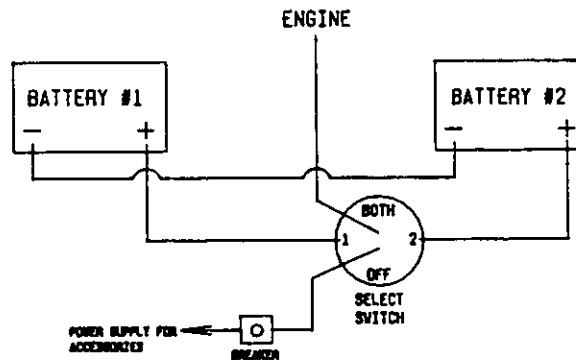 ENGINE
BATTERY #1
- +
BATTERY #2
- +
BOTH
1 2
OFF
SELECT
SWITCH
POWER SUPPLY FOR
ACCESSORIES
BREAKER